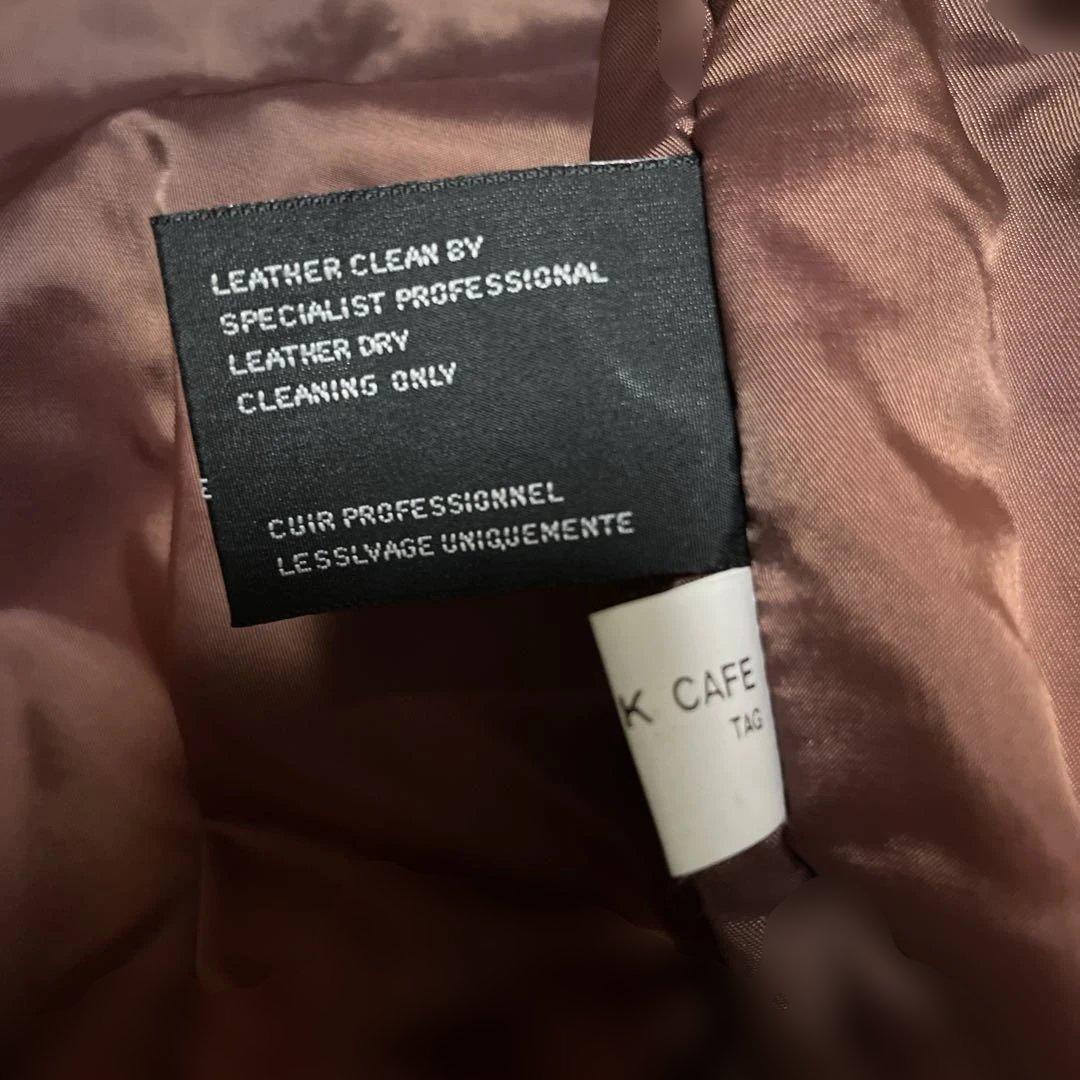 LEATHER CLEAN BY
SPECIALIST PROFESSIONAL
LEATHER DRY
CLEANING ONLY
E
CUIR PROFESSIONNEL
LESSLVAGE UNIQUEMENTE
K CAFE
TAG